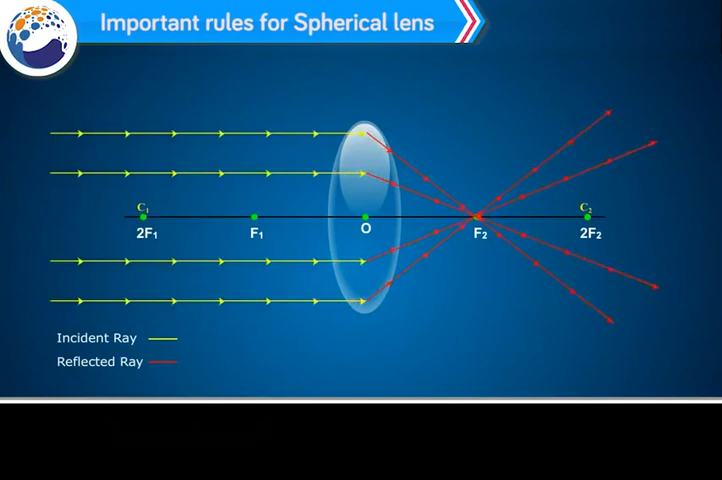 Important rules for Spherical lens
C₁ C₂
2F₁ F₁ O F₂ 2F₂
Incident Ray
Reflected Ray